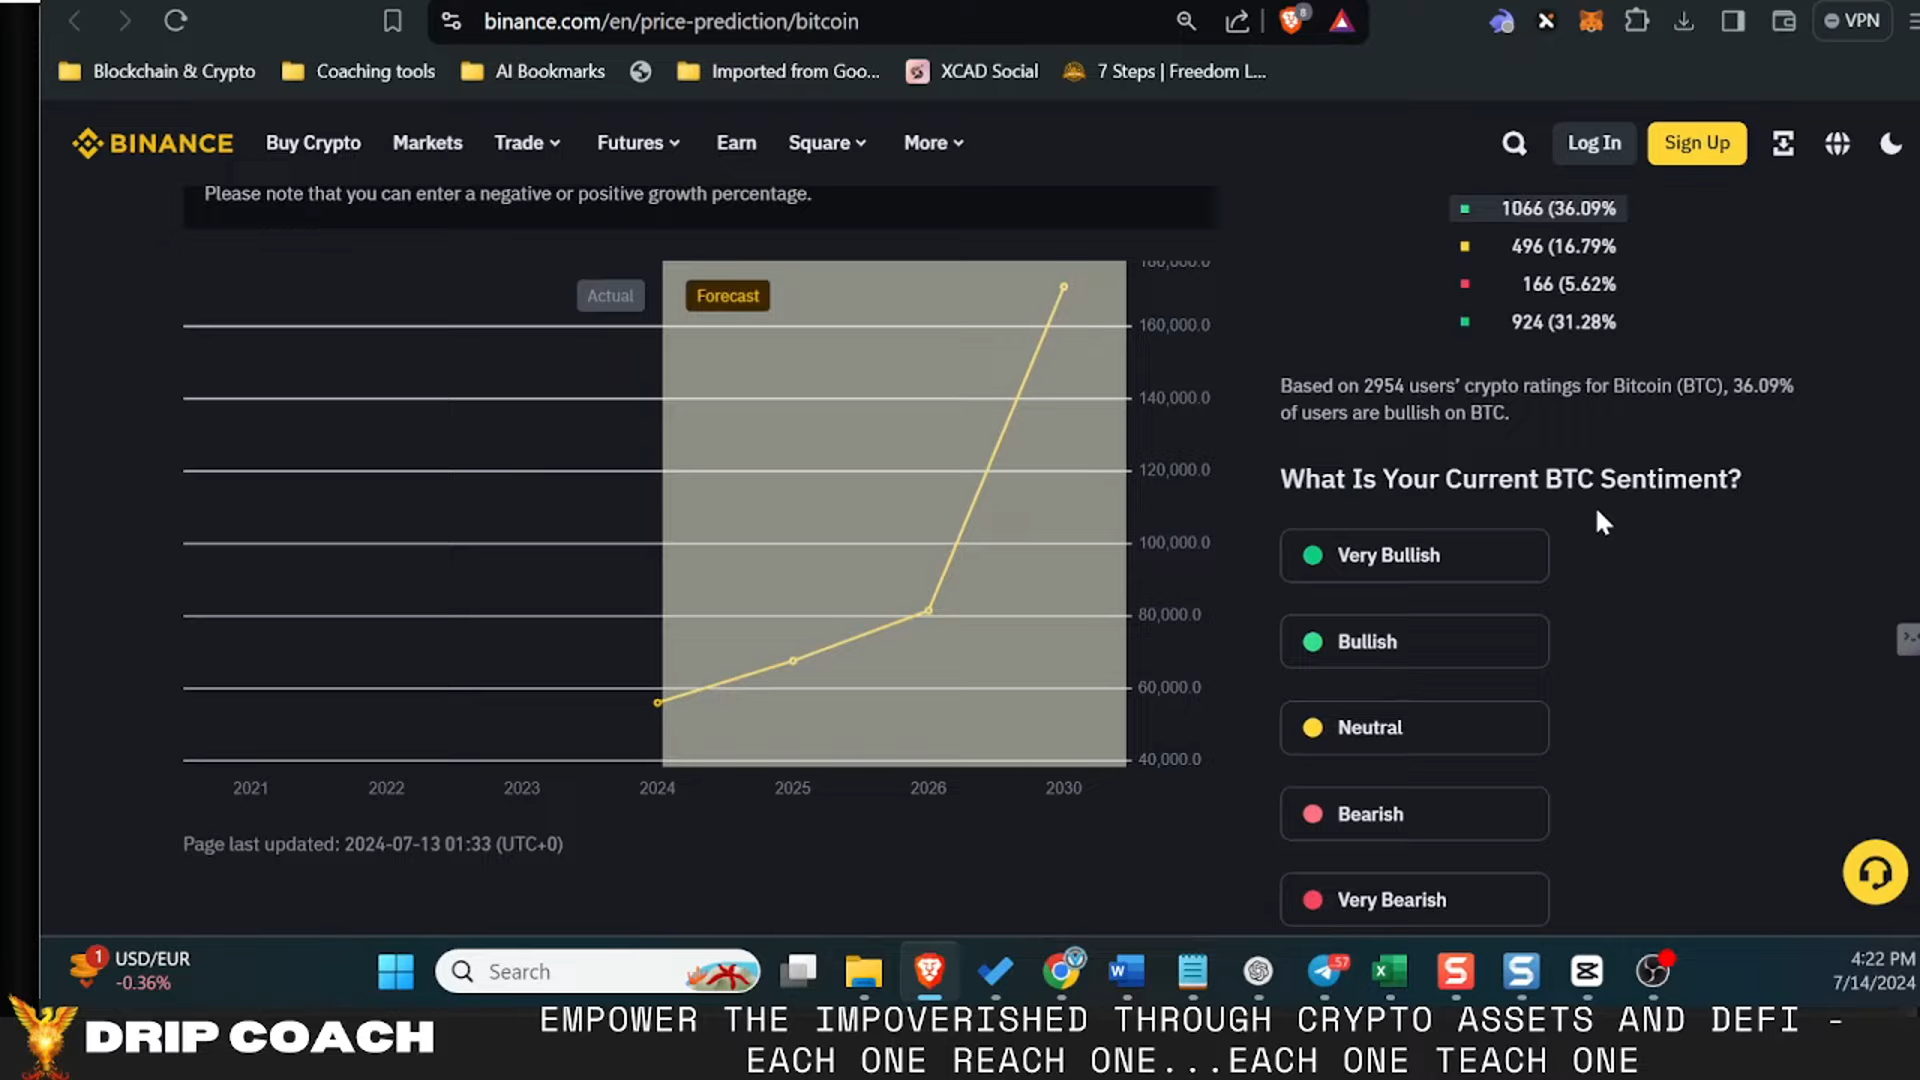 binance.com/en/price-prediction/bitcoin
8
VPN
Blockchain & Crypto
Coaching tools
AI Bookmarks
Imported from Goo...
XCAD Social
7 Steps | Freedom L...
BINANCE
Buy Crypto
Markets
Trade
Futures
Earn
Square
More
Log In
Sign Up
Please note that you can enter a negative or positive growth percentage.
Actual
Forecast
180,000.0
160,000.0
140,000.0
120,000.0
100,000.0
80,000.0
60,000.0
40,000.0
2021
2022
2023
2024
2025
2026
2030
Page last updated: 2024-07-13 01:33 (UTC+0)
1066 (36.09%
496 (16.79%
166 (5.62%
924 (31.28%
Based on 2954 users' crypto ratings for Bitcoin (BTC), 36.09%
of users are bullish on BTC.
What Is Your Current BTC Sentiment?
Very Bullish
Bullish
Neutral
Bearish
Very Bearish
1
USD/EUR
-0.36%
Search
57
4:22 PM
7/14/2024
DRIP COACH
EMPOWER THE IMPOVERISHED THROUGH CRYPTO ASSETS AND DEFI -
EACH ONE REACH ONE...EACH ONE TEACH ONE